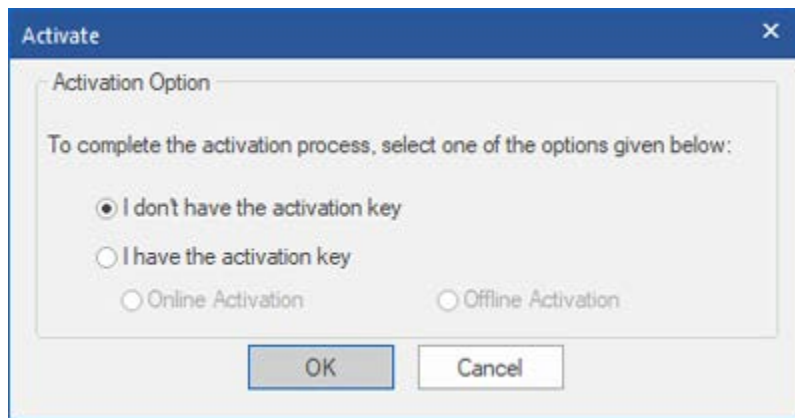 Activate
Activation Option
To complete the activation process, select one of the options given below:
I don't have the activation key
I have the activation key
Online Activation Offline Activation
OK Cancel